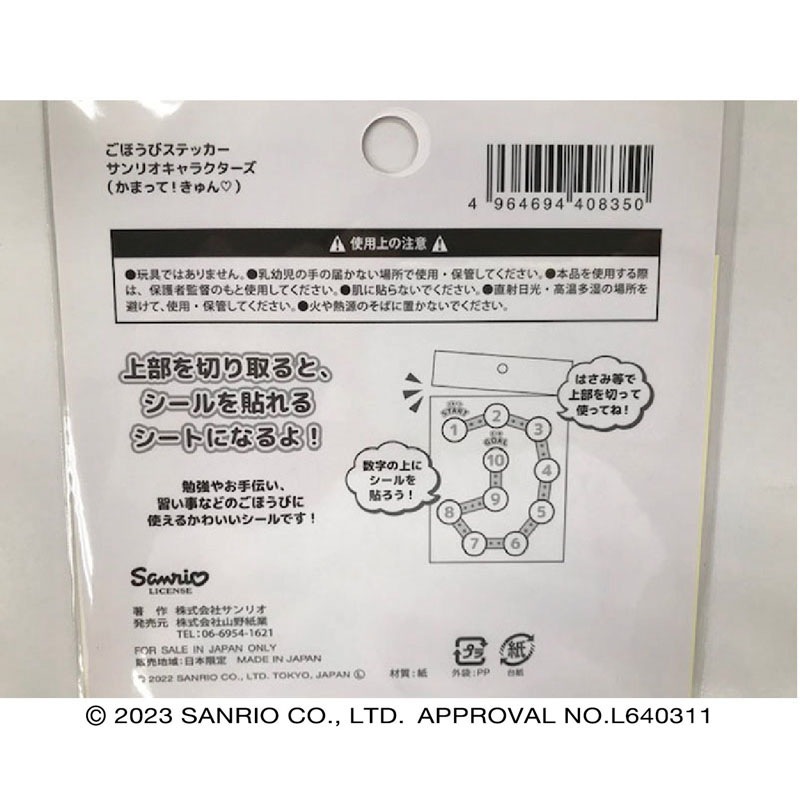 ごほうびステッカー
サンリオキャラクターズ
(かまって!きゅん♡)
4 964694 408350
使用上の注意
●玩具ではありません。●乳幼児の手の届かない場所で使用・保管してください。●本品を使用する際
は、保護者監督のもと使用してください。●肌に貼らないでください。●直射日光・高温多湿の場所を
避けて、使用・保管してください。●火や熱源のそばに置かないでください。
上部を切り取ると、
シールを貼れる
シートになるよ!
勉強やお手伝い、
習い事などのごほうびに
使えるかわいいシールです!
はさみ等で
上部を切って
使ってね!
数字の上に
シールを
貼ろう!
START
1
2
3
4
5
6
7
8
9
10
GOAL
Sanrio
LICENSE
著 作 株式会社サンリオ
発売元 株式会社山野紙業
TEL:06-6954-1621
FOR SALE IN JAPAN ONLY
販売地域:日本限定 MADE IN JAPAN
© 2022 SANRIO CO., LTD. TOKYO, JAPAN Ⓛ
材質:紙
プラ
外袋:PP
紙
台紙
© 2023 SANRIO CO., LTD. APPROVAL NO.L640311